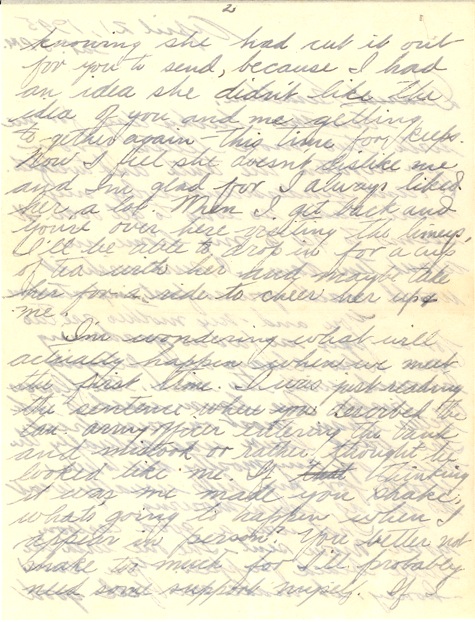 2
knowing she had cut it out
for you to send, because I had
an idea she didn't like the
idea of you and me getting
together again this time for keeps.
Now I feel she doesn't dislike me
and I'm glad for I always liked
her a lot. When I get back and
you're over here visiting the
I'll be able to drop in for a cup
of tea with her and maybe take
her for a ride to cheer her up &
me.
I'm wondering what will
actually happen when we meet
the first time. I was just reading
the sentence where you described the
army officer entering the bank
and mistook or rather thought he
looked like me. If that thinking
it was me made you shake,
whats going to happen when I
appear in person? You better not
shake too much for I'll probably
need some support myself. If I